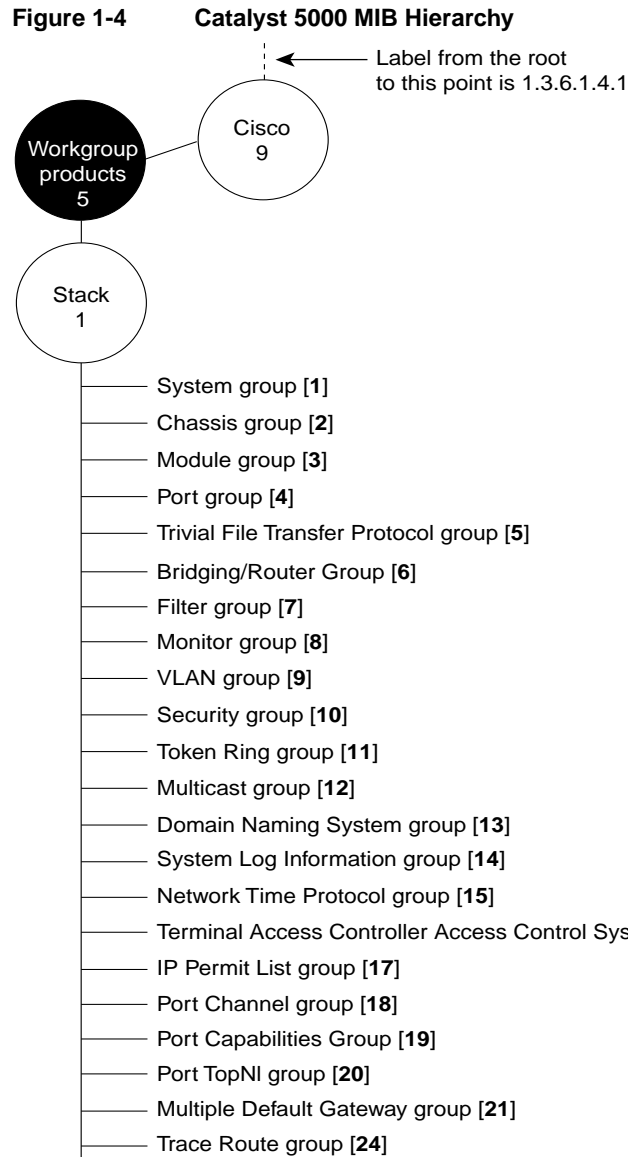 Figure 1-4 Catalyst 5000 MIB Hierarchy
Label from the root
to this point is 1.3.6.1.4.1
Cisco
9
Workgroup
products
5
Stack
1
System group [1]
Chassis group [2]
Module group [3]
Port group [4]
Trivial File Transfer Protocol group [5]
Bridging/Router Group [6]
Filter group [7]
Monitor group [8]
VLAN group [9]
Security group [10]
Token Ring group [11]
Multicast group [12]
Domain Naming System group [13]
System Log Information group [14]
Network Time Protocol group [15]
Terminal Access Controller Access Control Sys
IP Permit List group [17]
Port Channel group [18]
Port Capabilities Group [19]
Port TopNl group [20]
Multiple Default Gateway group [21]
Trace Route group [24]